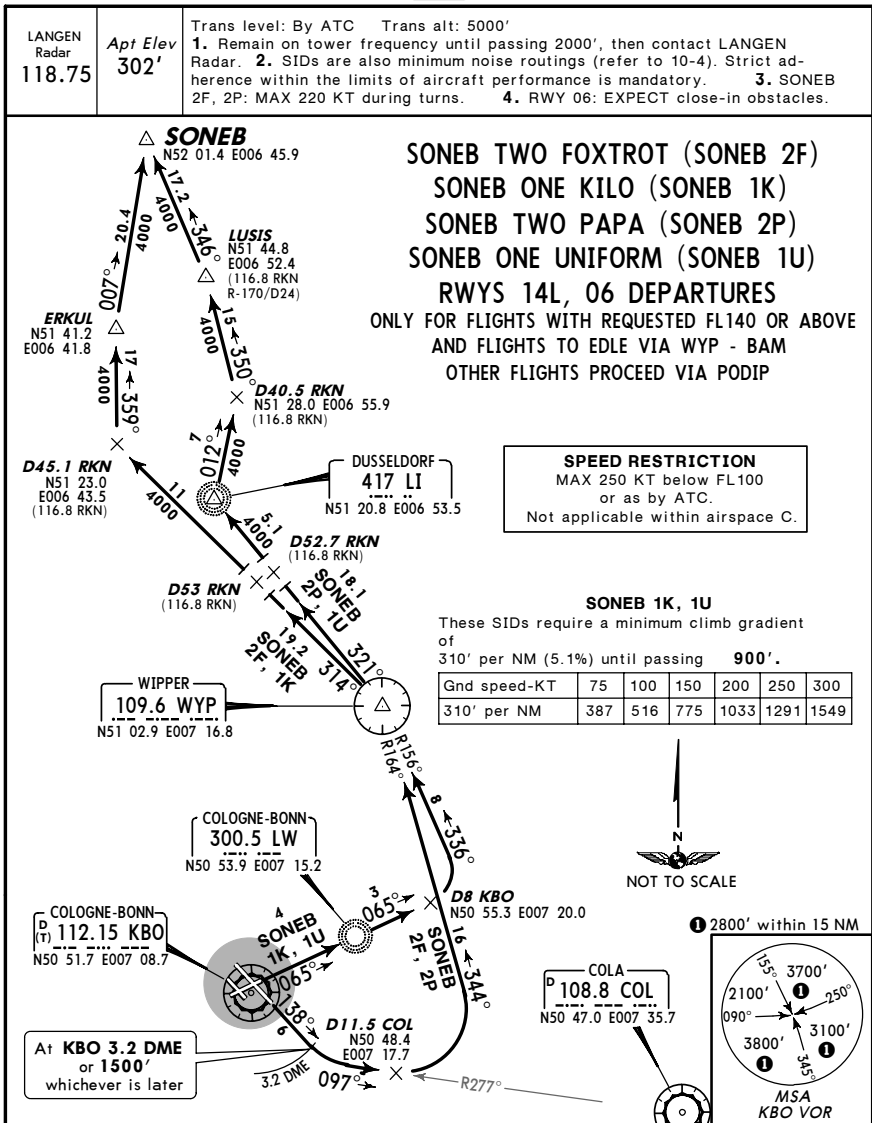 LANGEN
Radar
118.75
Apt Elev
302'
Trans level: By ATC Trans alt: 5000'
1. Remain on tower frequency until passing 2000', then contact LANGEN
Radar. 2. SIDs are also minimum noise routings (refer to 10-4). Strict ad-
herence within the limits of aircraft performance is mandatory. 3. SONEB
2F, 2P: MAX 220 KT during turns. 4. RWY 06: EXPECT close-in obstacles.
SONEB
N52 01.4 E006 45.9
SONEB TWO FOXTROT (SONEB 2F)
SONEB ONE KILO (SONEB 1K)
SONEB TWO PAPA (SONEB 2P)
SONEB ONE UNIFORM (SONEB 1U)
RWYS 14L, 06 DEPARTURES
ONLY FOR FLIGHTS WITH REQUESTED FL140 OR ABOVE
AND FLIGHTS TO EDLE VIA WYP - BAM
OTHER FLIGHTS PROCEED VIA PODIP
007° 20.4
4000
17.2 346°
4000
LUSIS
N51 44.8
E006 52.4
(116.8 RKN
R-170/D24)
ERKUL
N51 41.2
E006 41.8
17 359°
4000
15 350°
4000
D40.5 RKN
N51 28.0 E006 55.9
(116.8 RKN)
7
012°
4000
D45.1 RKN
N51 23.0
E006 43.5
(116.8 RKN)
11
4000
DUSSELDORF
417 LI
N51 20.8 E006 53.5
SPEED RESTRICTION
MAX 250 KT below FL100
or as by ATC.
Not applicable within airspace C.
5.1
4000
D52.7 RKN
(116.8 RKN)
D53 RKN
(116.8 RKN)
18.1
SONEB
2P, 1U
321°
19.2
SONEB
2F, 1K
314°
SONEB 1K, 1U
These SIDs require a minimum climb gradient
of
310' per NM (5.1%) until passing 900'.
Gnd speed-KT 75 100 150 200 250 300
310' per NM 387 516 775 1033 1291 1549
WIPPER
109.6 WYP
N51 02.9 E007 16.8
R164°
R156°
8 336°
COLOGNE-BONN
300.5 LW
N50 53.9 E007 15.2
N
NOT TO SCALE
D8 KBO
N50 55.3 E007 20.0
3
065°
4
SONEB
1K, 1U
065°
COLOGNE-BONN
D
(T) 112.15 KBO
N50 51.7 E007 08.7
16 344°
SONEB
2F, 2P
138°
6
D11.5 COL
N50 48.4
E007 17.7
COLA
D 108.8 COL
N50 47.0 E007 35.7
At KBO 3.2 DME
or 1500'
whichever is later
3.2 DME
097°
R277°
1 2800' within 15 NM
155°
3700'
1
2100'
250°
090°
3800'
1
3100'
1
345°
MSA
KBO VOR